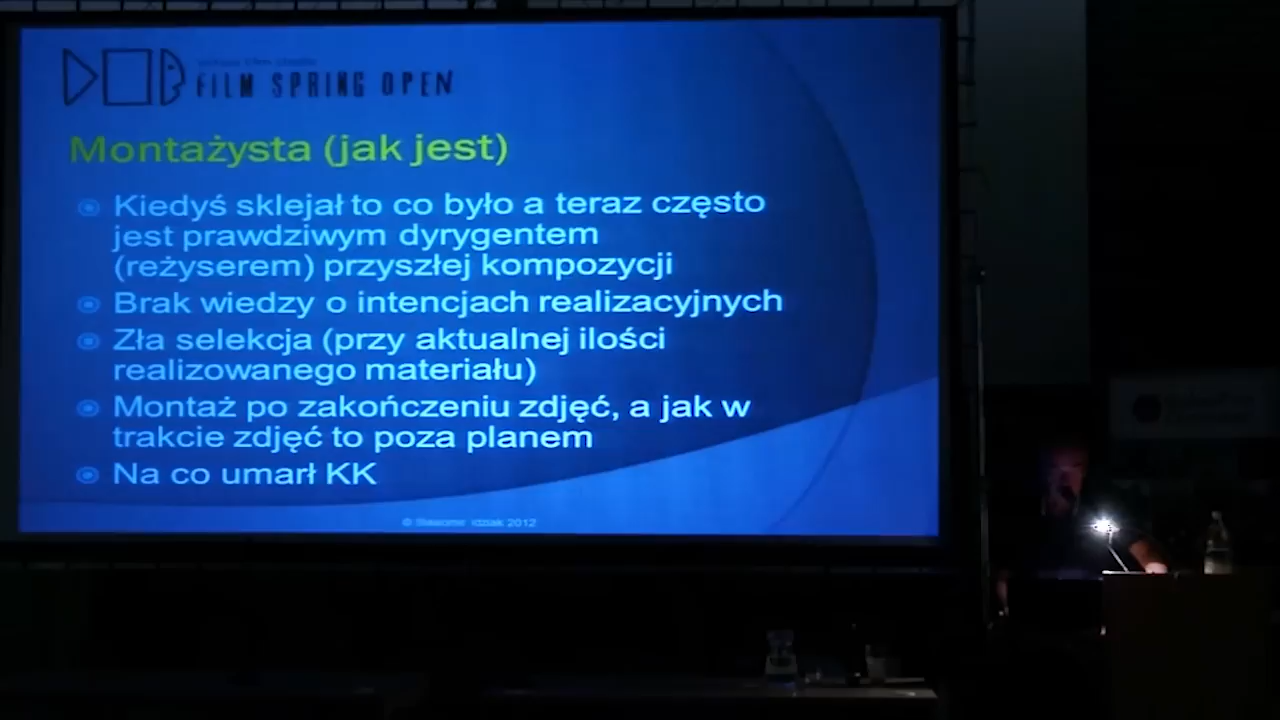 FILM SPRING OPEN
Montażysta (jak jest)
Kiedyś sklejał to co było a teraz często
jest prawdziwym dyrygentem
(reżyserem) przyszłej kompozycji
Brak wiedzy o intencjach realizacyjnych
Zła selekcja (przy aktualnej ilości
realizowanego materiału)
Montaż po zakończeniu zdjęć, a jak w
trakcie zdjęć to poza planem
Na co umarł KK
© 2012